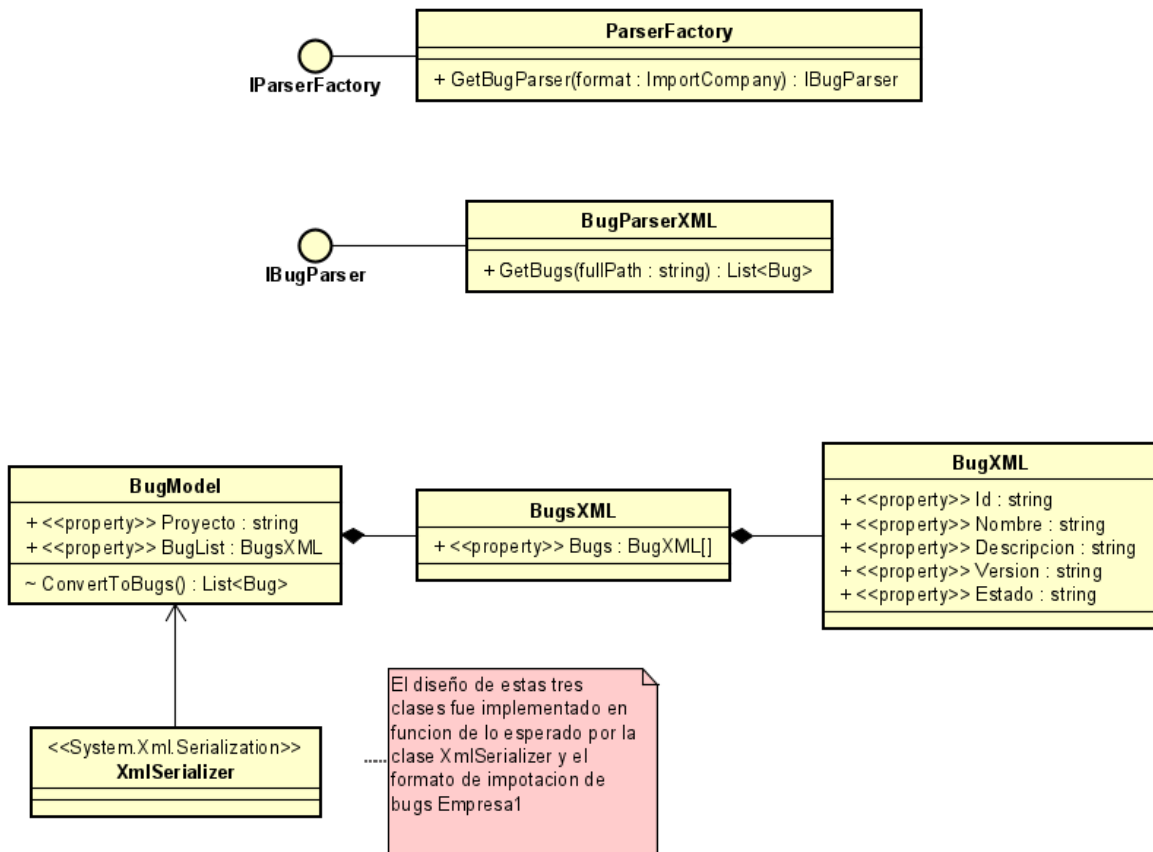 ParserFactory
+ GetBugParser(format : ImportCompany) : IBugParser
IParserFactory
BugParserXML
+ GetBugs(fullPath : string) : List<Bug>
IBugParser
BugModel
+ <<property>> Proyecto : string
+ <<property>> BugList : BugsXML
~ ConvertToBugs() : List<Bug>
BugsXML
+ <<property>> Bugs : BugXML[]
BugXML
+ <<property>> Id : string
+ <<property>> Nombre : string
+ <<property>> Descripcion : string
+ <<property>> Version : string
+ <<property>> Estado : string
<<System.Xml.Serialization>>
XmlSerializer
El diseño de estas tres
clases fue implementado en
funcion de lo esperado por la
clase XmlSerializer y el
formato de impotacion de
bugs Empresa1